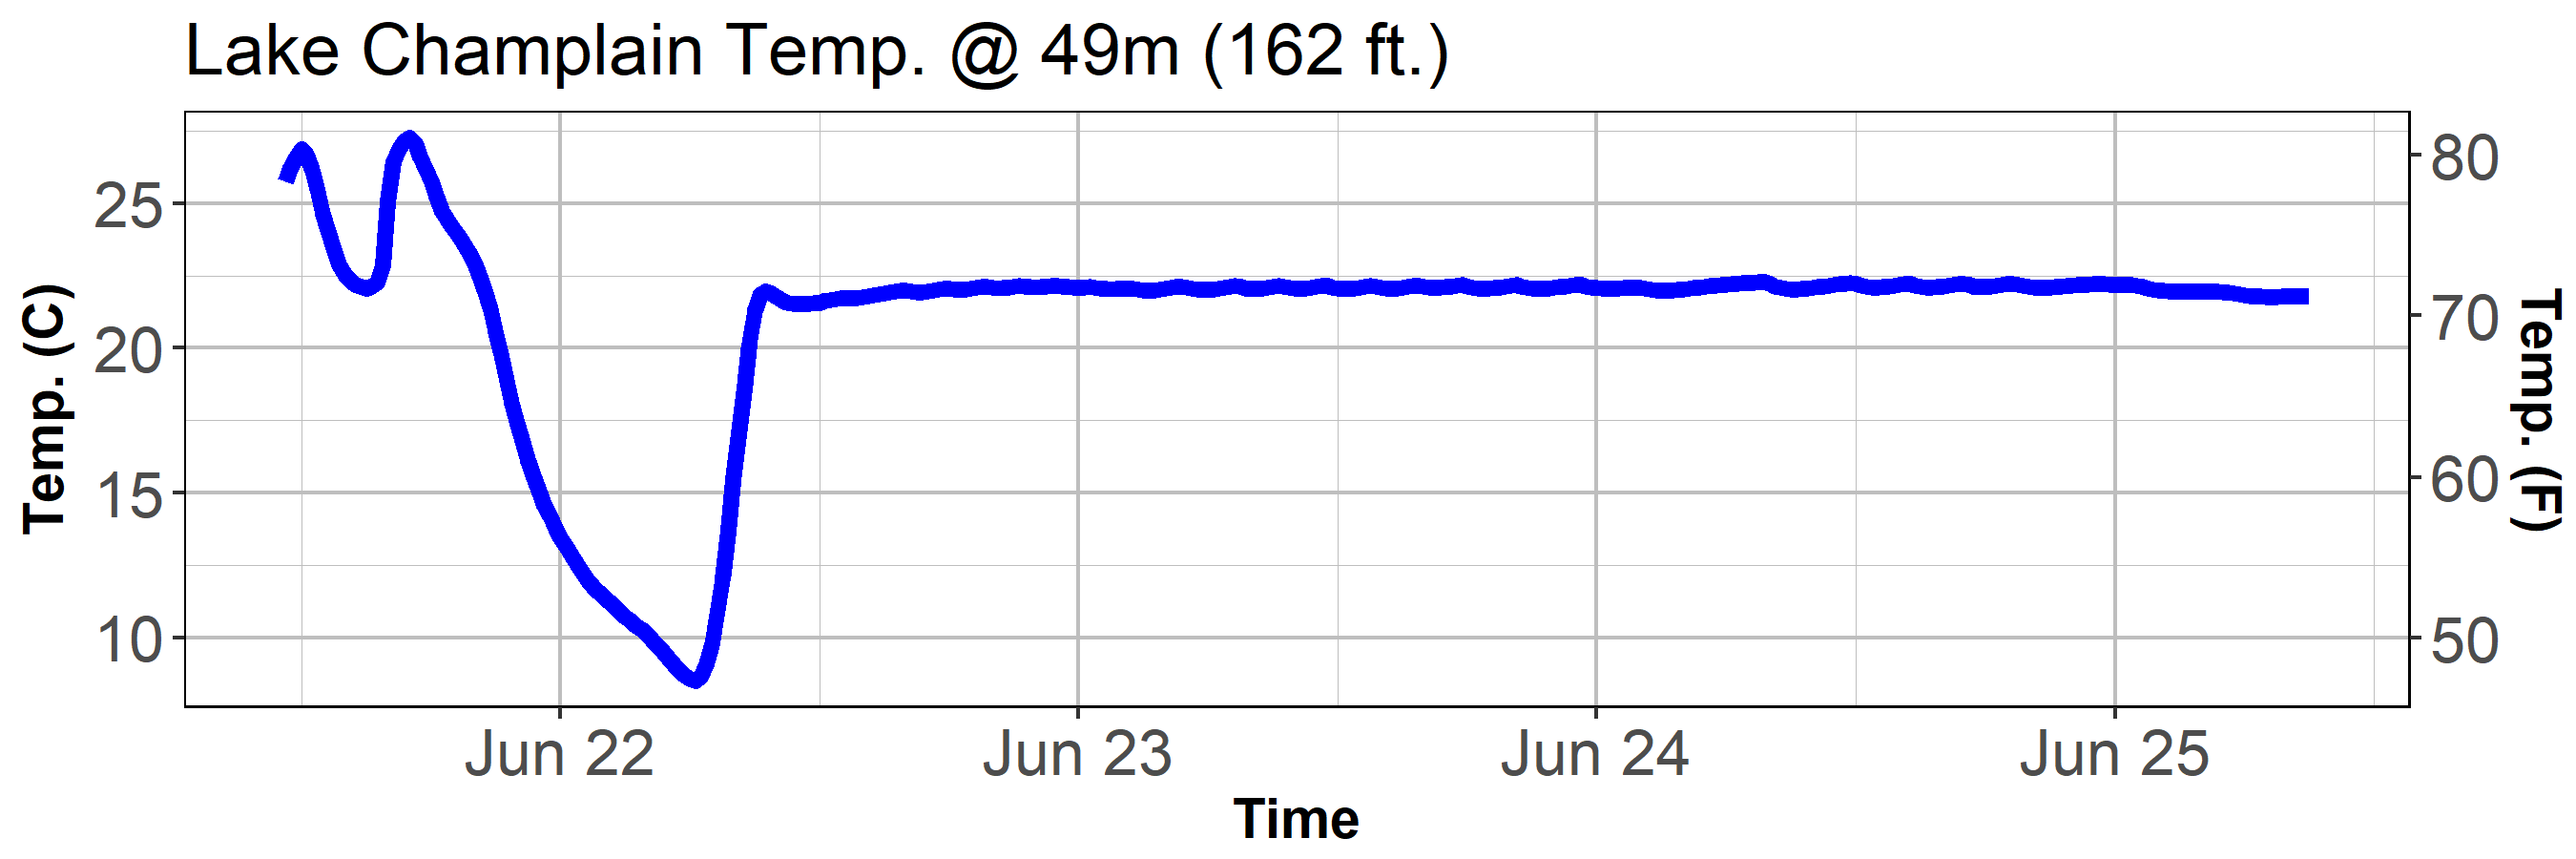 Lake Champlain Temp. @ 49m (162 ft.)
Temp. (C)
25
20
15
10
80
70
60
50
Temp. (F)
Jun 22
Jun 23
Jun 24
Jun 25
Time